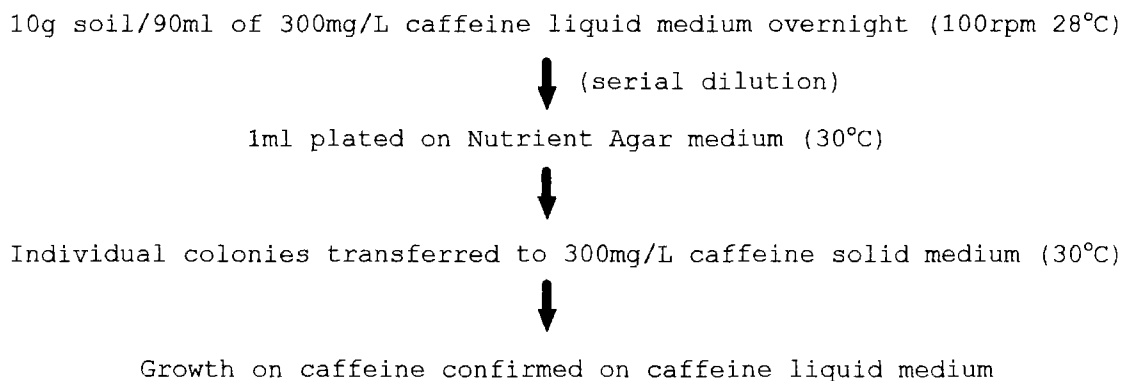 10g soil/90ml of 300mg/L caffeine liquid medium overnight (100rpm 28°C)
(serial dilution)
1ml plated on Nutrient Agar medium (30°C)
Individual colonies transferred to 300mg/L caffeine solid medium (30°C)
Growth on caffeine confirmed on caffeine liquid medium